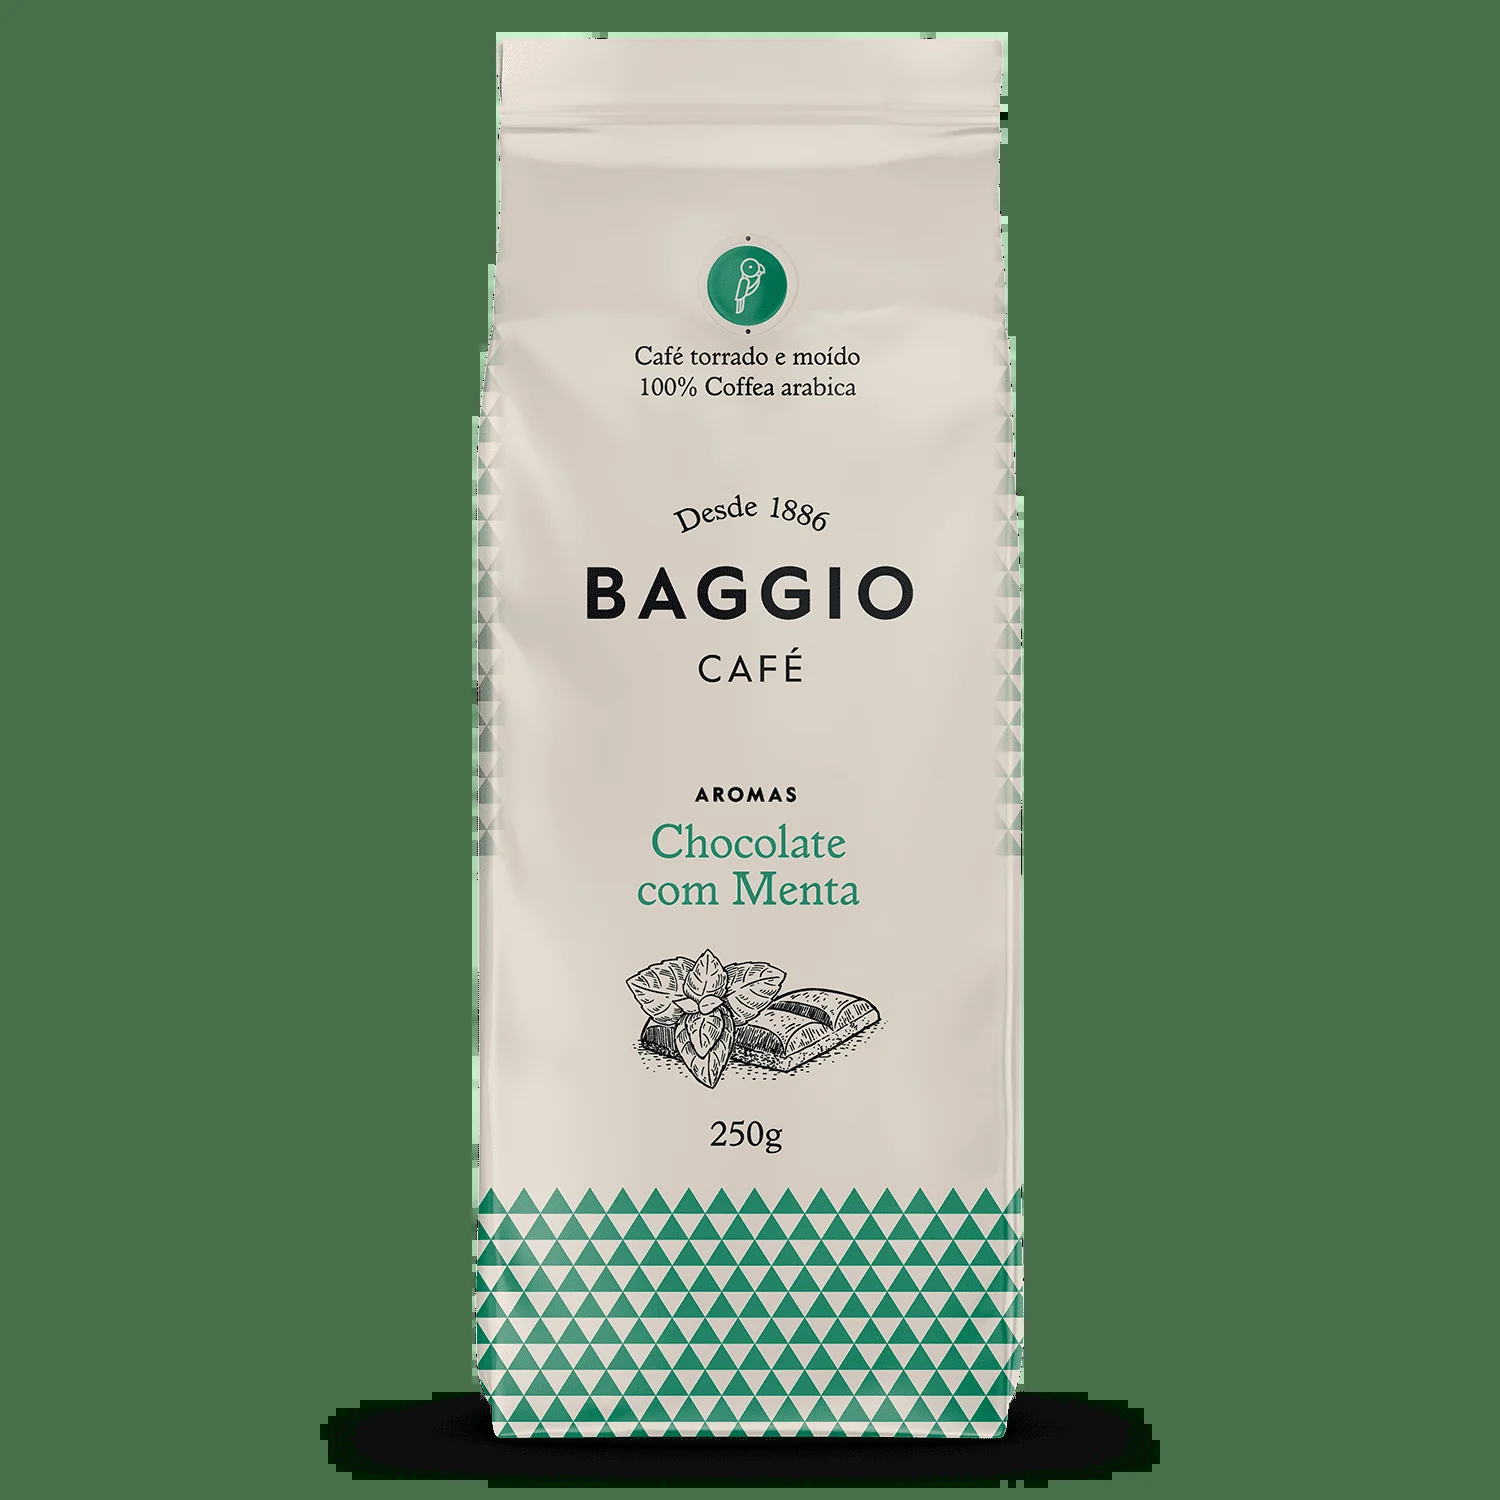 Café torrado e moído
100% Coffea arabica
Desde 1886
BAGGIO
CAFÉ
AROMAS
Chocolate
com Menta
250g